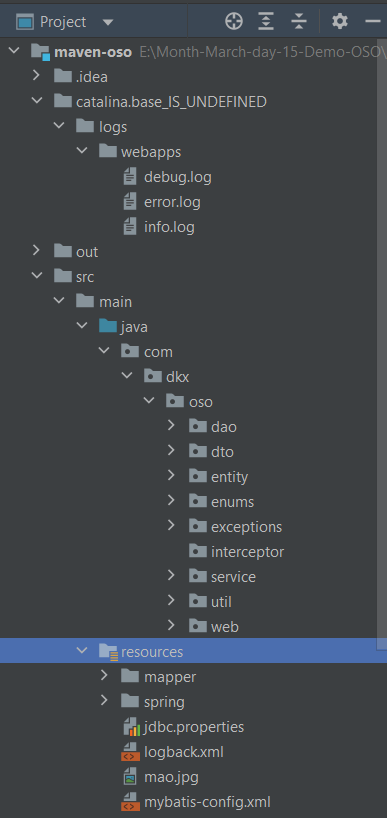 Project
maven-oso E:\Month-March-day-15-Demo-OSO\
.idea
catalina.base_IS_UNDEFINED
logs
webapps
debug.log
error.log
info.log
out
src
main
java
com
dkx
oso
dao
dto
entity
enums
exceptions
interceptor
service
util
web
resources
mapper
spring
jdbc.properties
logback.xml
mao.jpg
mybatis-config.xml